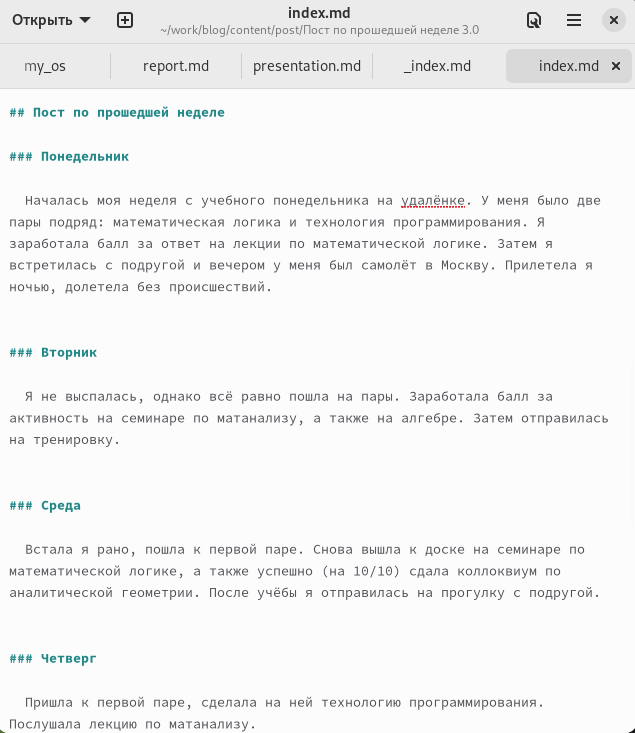 Открыть
index.md
~/work/blog/content/post/Пост по прошедшей неделе 3.0
my_os
report.md
presentation.md
_index.md
index.md
## Пост по прошедшей неделе
### Понедельник
Началась моя неделя с учебного понедельника на удалёнке. У меня было две
пары подряд: математическая логика и технология программирования. Я
заработала балл за ответ на лекции по математической логике. Затем я
встретилась с подругой и вечером у меня был самолёт в Москву. Прилетела я
ночью, долетела без происшествий.
### Вторник
Я не выспалась, однако всё равно пошла на пары. Заработала балл за
активность на семинаре по матанализу, а также на алгебре. Затем отправилась
на тренировку.
### Среда
Встала я рано, пошла к первой паре. Снова вышла к доске на семинаре по
математической логике, а также успешно (на 10/10) сдала коллоквиум по
аналитической геометрии. После учёбы я отправилась на прогулку с подругой.
### Четверг
Пришла к первой паре, сделала на ней технологию программирования.
Послушала лекцию по матанализу.